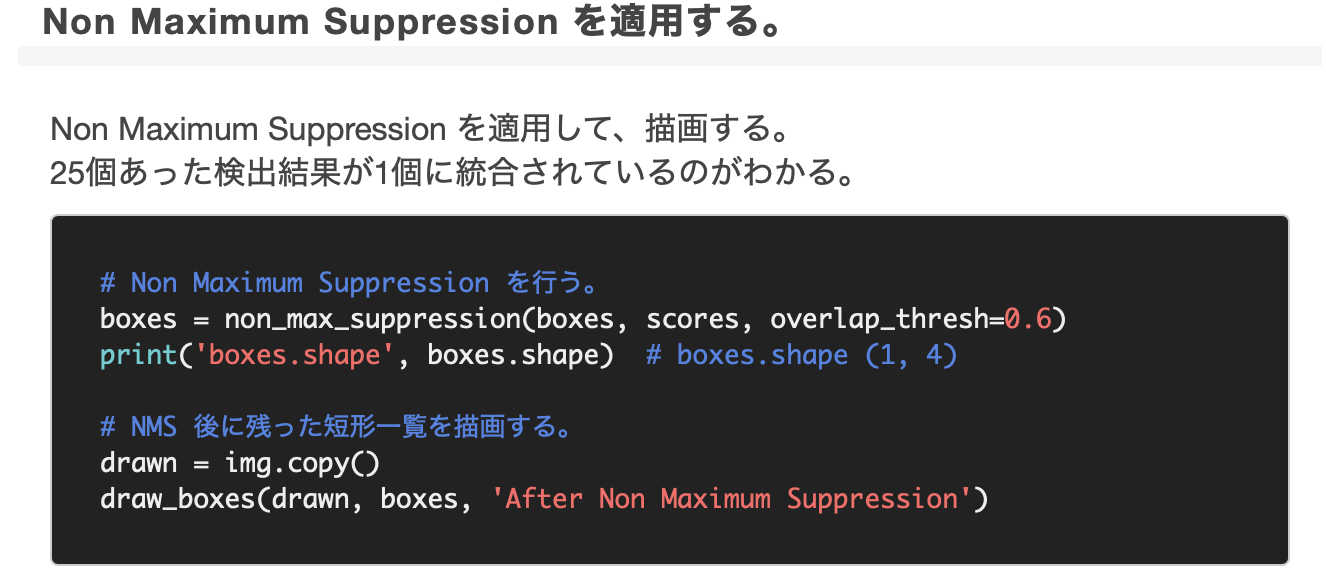 Non Maximum Suppression を適用する。
Non Maximum Suppression を適用して、描画する。
25個あった検出結果が1個に統合されているのがわかる。
# Non Maximum Suppression を行う。
boxes = non_max_suppression(boxes, scores, overlap_thresh=0.6)
print('boxes.shape', boxes.shape)  # boxes.shape (1, 4)
# NMS 後に残った短形一覧を描画する。
drawn = img.copy()
draw_boxes(drawn, boxes, 'After Non Maximum Suppression')